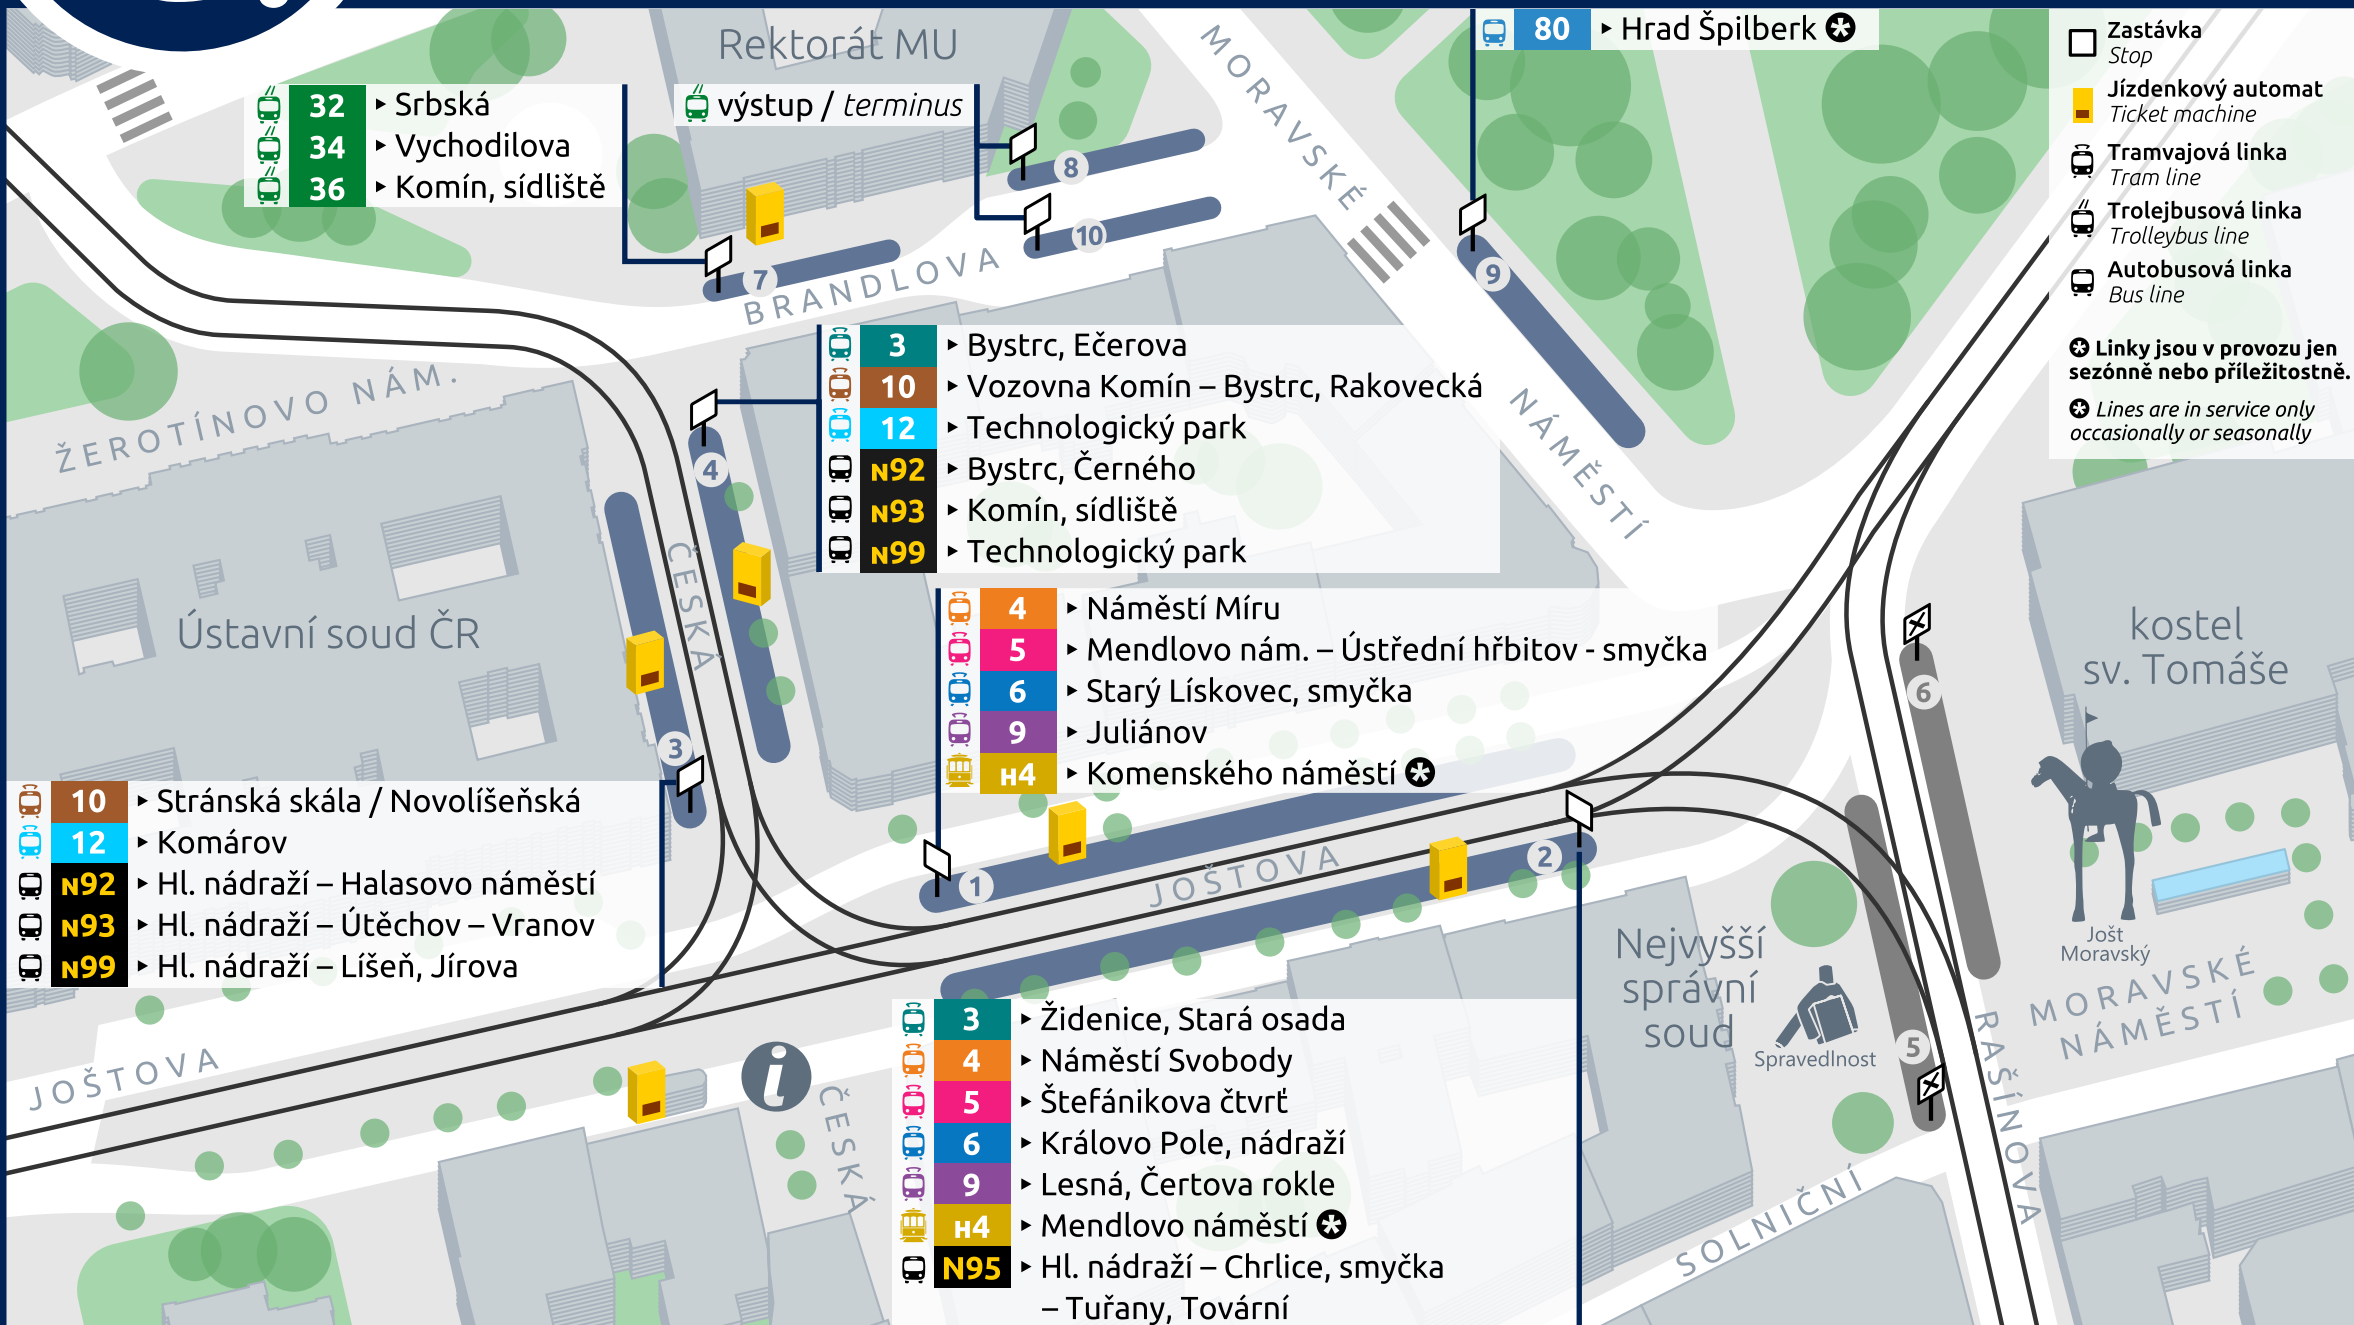 Rektorát MU
MORAVSKÉ
80 ▸ Hrad Špilberk
Zastávka
Stop
Jízdenkový automat
Ticket machine
Tramvajová linka
Tram line
Trolejbusová linka
Trolleybus line
Autobusová linka
Bus line
Linky jsou v provozu jen
sezónně nebo příležitostně.
Lines are in service only
occasionally or seasonally
32 ▸ Srbská
34 ▸ Vychodilova
36 ▸ Komín, sídliště
výstup / terminus
8
10
7
9
BRANDLOVA
NÁMĚSTÍ
ŽEROTÍNOVO NÁM.
3 ▸ Bystrc, Ečerova
10 ▸ Vozovna Komín – Bystrc, Rakovecká
12 ▸ Technologický park
N92 ▸ Bystrc, Černého
N93 ▸ Komín, sídliště
N99 ▸ Technologický park
4
ČESKÁ
Ústavní soud ČR
3
4 ▸ Náměstí Míru
5 ▸ Mendlovo nám. – Ústřední hřbitov - smyčka
6 ▸ Starý Lískovec, smyčka
9 ▸ Juliánov
H4 ▸ Komenského náměstí
kostel
sv. Tomáše
6
10 ▸ Stránská skála / Novolíšeňská
12 ▸ Komárov
N92 ▸ Hl. nádraží – Halasovo náměstí
N93 ▸ Hl. nádraží – Útěchov – Vranov
N99 ▸ Hl. nádraží – Líšeň, Jírova
1
2
JOŠTOVA
Nejvyšší
správní
soud
Spravedlnost
Jošt
Moravský
MORAVSKÉ
NÁMĚSTÍ
5
RAŠÍNOVA
SOLNIČNÍ
JOŠTOVA
i
ČESKÁ
3 ▸ Židenice, Stará osada
4 ▸ Náměstí Svobody
5 ▸ Štefánikova čtvrť
6 ▸ Královo Pole, nádraží
9 ▸ Lesná, Čertova rokle
H4 ▸ Mendlovo náměstí
N95 ▸ Hl. nádraží – Chrlice, smyčka
– Tuřany, Tovární